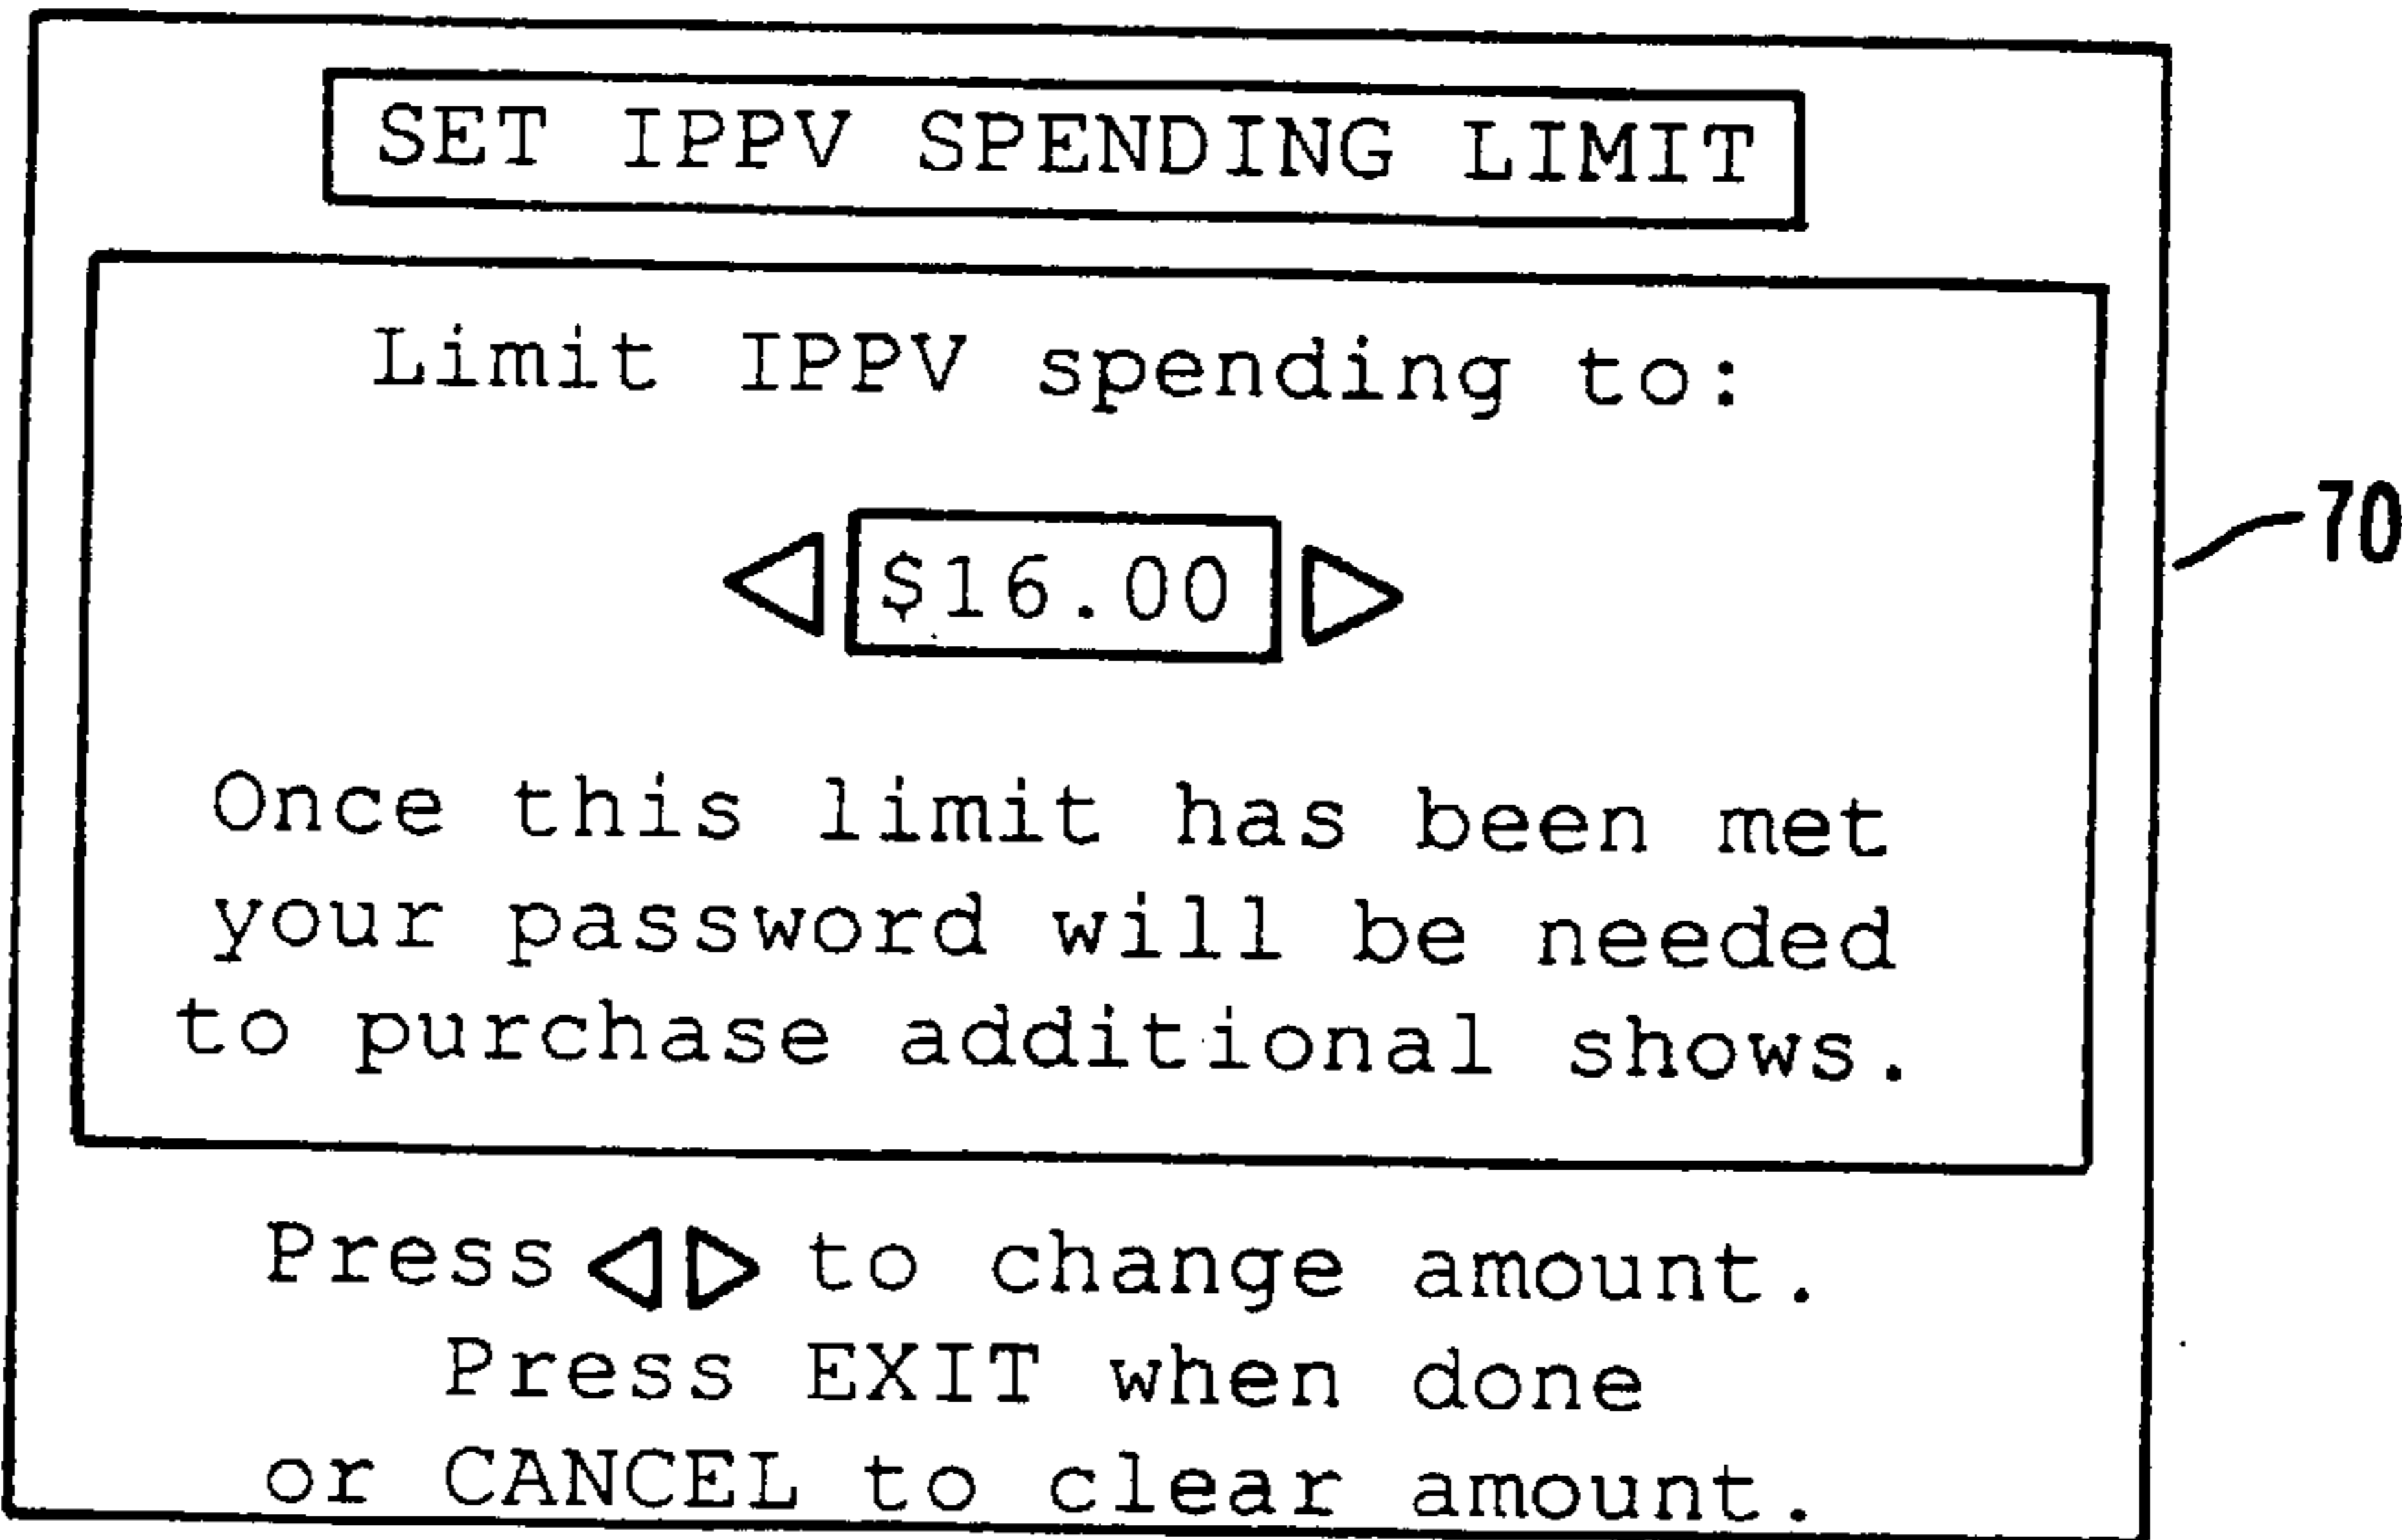 SET IPPV SPENDING LIMIT
Limit IPPV spending to:
$16.00
70
Once this limit has been met
your password will be needed
to purchase additional shows.
Press ◁▷ to change amount.
Press EXIT when done
or CANCEL to clear amount.